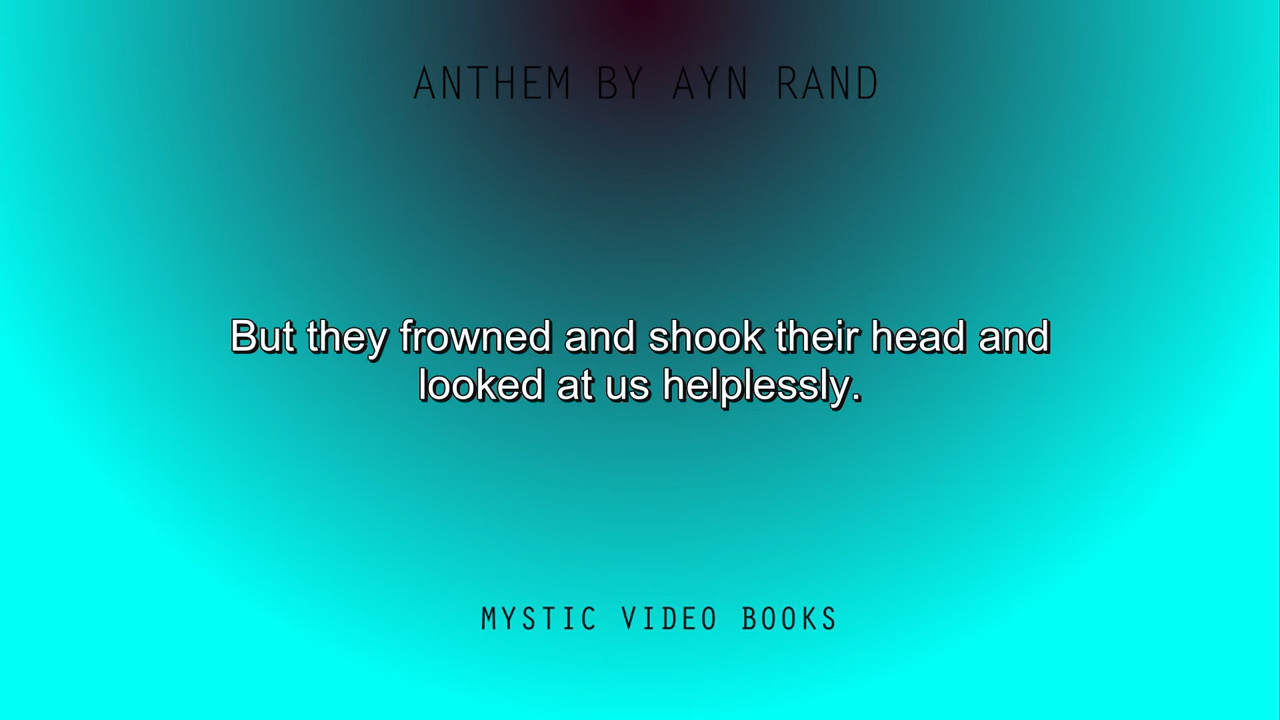 ANTHEM BY AYN RAND
But they frowned and shook their head and
looked at us helplessly.
MYSTIC VIDEO BOOKS